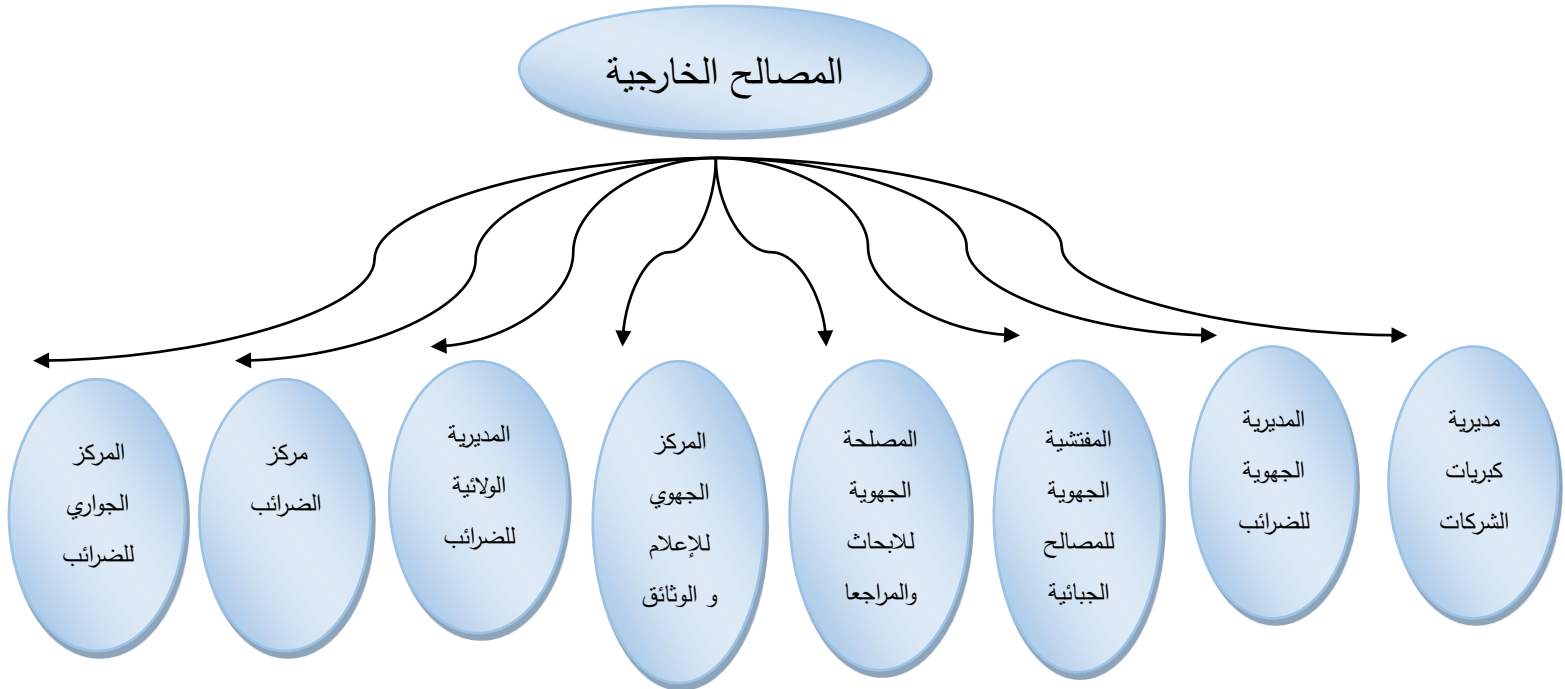 المصالح الخارجية
مديرية
كبريات
الشركات
المديرية
الجهوية
للضرائب
المفتشية
الجهوية
للمصالح
الجبائية
المصلحة
الجهوية
للابحاث
والمراجعا
المركز
الجهوي
للإعلام
و الوثائق
المديرية
الولائية
للضرائب
مركز
الضرائب
المركز
الجواري
للضرائب